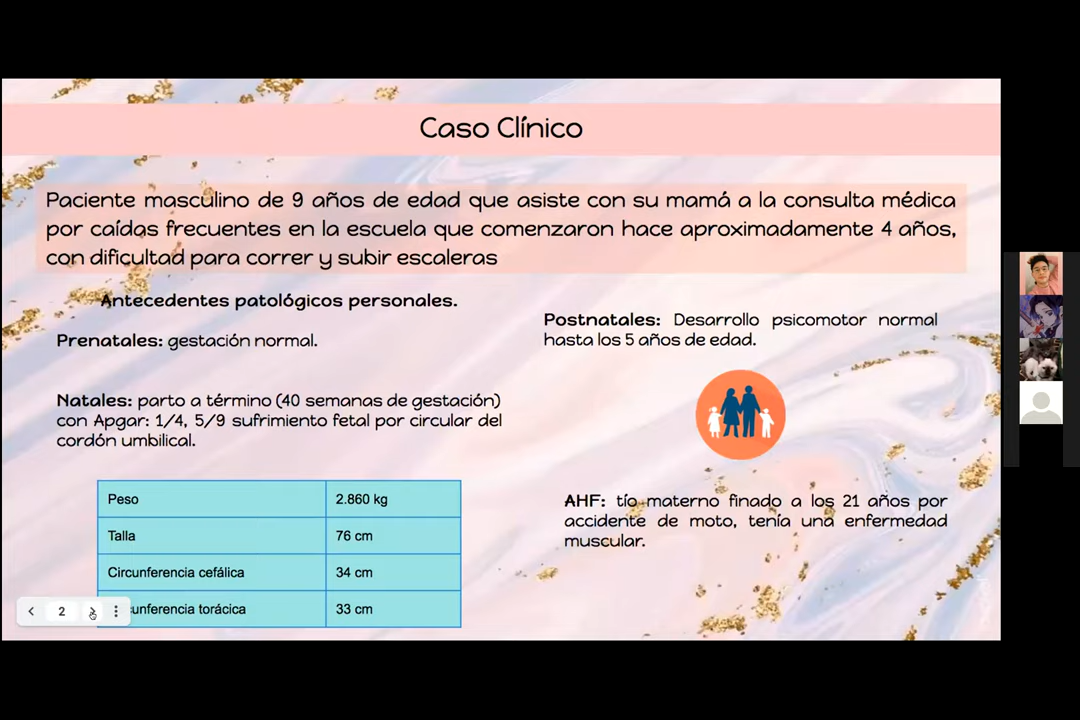 Caso Clínico
Paciente masculino de 9 años de edad que asiste con su mamá a la consulta médica
por caídas frecuentes en la escuela que comenzaron hace aproximadamente 4 años,
con dificultad para correr y subir escaleras
Antecedentes patológicos personales.
Prenatales: gestación normal.
Natales: parto a término (40 semanas de gestación)
con Apgar: 1/4, 5/9 sufrimiento fetal por circular del
cordón umbilical.
Peso 2.860 kg
Talla 76 cm
Circunferencia cefálica 34 cm
cunferencia torácica 33 cm
2
Postnatales: Desarrollo psicomotor normal
hasta los 5 años de edad.
AHF: tío materno finado a los 21 años por
accidente de moto, tenía una enfermedad
muscular.